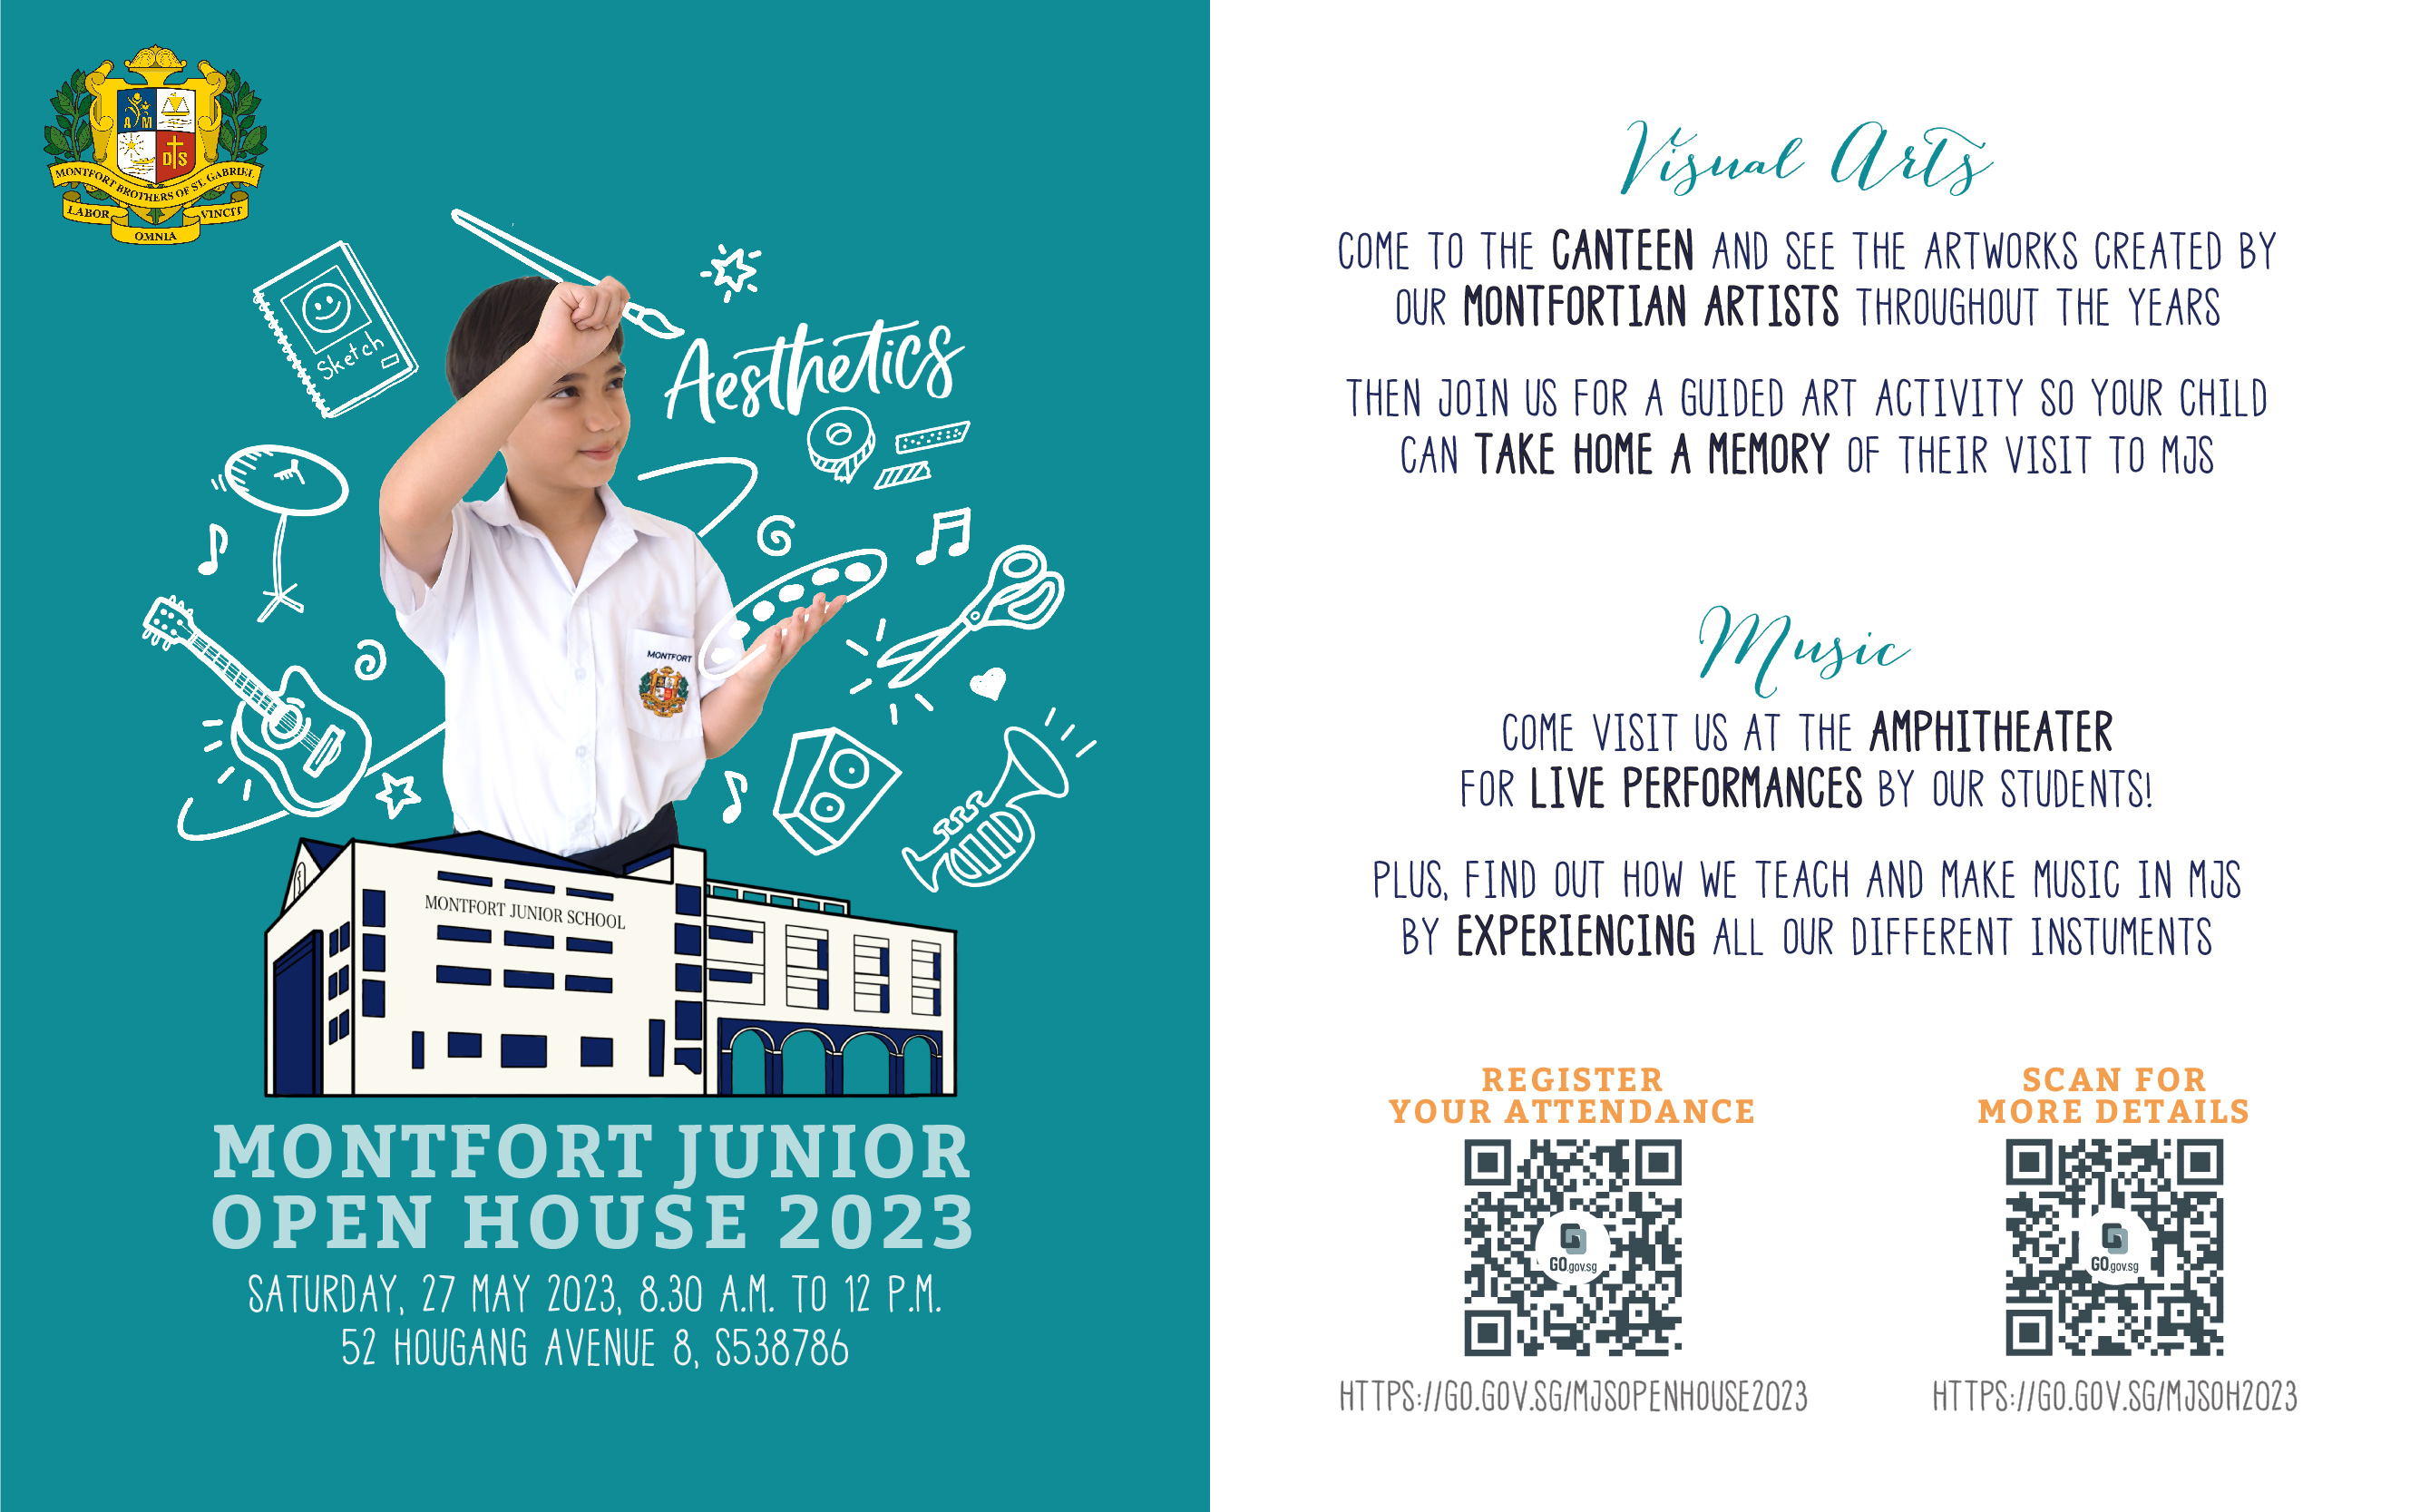 MONTFORT BROTHERS OF ST. GABRIEL
LABOR OMNIA VINCIT
A M
D S
Sketch
Aesthetics
MONTFORT
MONTFORT JUNIOR SCHOOL
MONTFORT JUNIOR
OPEN HOUSE 2023
SATURDAY, 27 MAY 2023, 8.30 A.M. TO 12 P.M.
52 HOUGANG AVENUE 8, S538786
Visual Arts
COME TO THE CANTEEN AND SEE THE ARTWORKS CREATED BY
OUR MONTFORTIAN ARTISTS THROUGHOUT THE YEARS
THEN JOIN US FOR A GUIDED ART ACTIVITY SO YOUR CHILD
CAN TAKE HOME A MEMORY OF THEIR VISIT TO MJS
Music
COME VISIT US AT THE AMPHITHEATER
FOR LIVE PERFORMANCES BY OUR STUDENTS!
PLUS, FIND OUT HOW WE TEACH AND MAKE MUSIC IN MJS
BY EXPERIENCING ALL OUR DIFFERENT INSTUMENTS
REGISTER
YOUR ATTENDANCE
GO.gov.sg
HTTPS://GO.GOV.SG/MJSOPENHOUSE2023
SCAN FOR
MORE DETAILS
GO.gov.sg
HTTPS://GO.GOV.SG/MJSOH2023